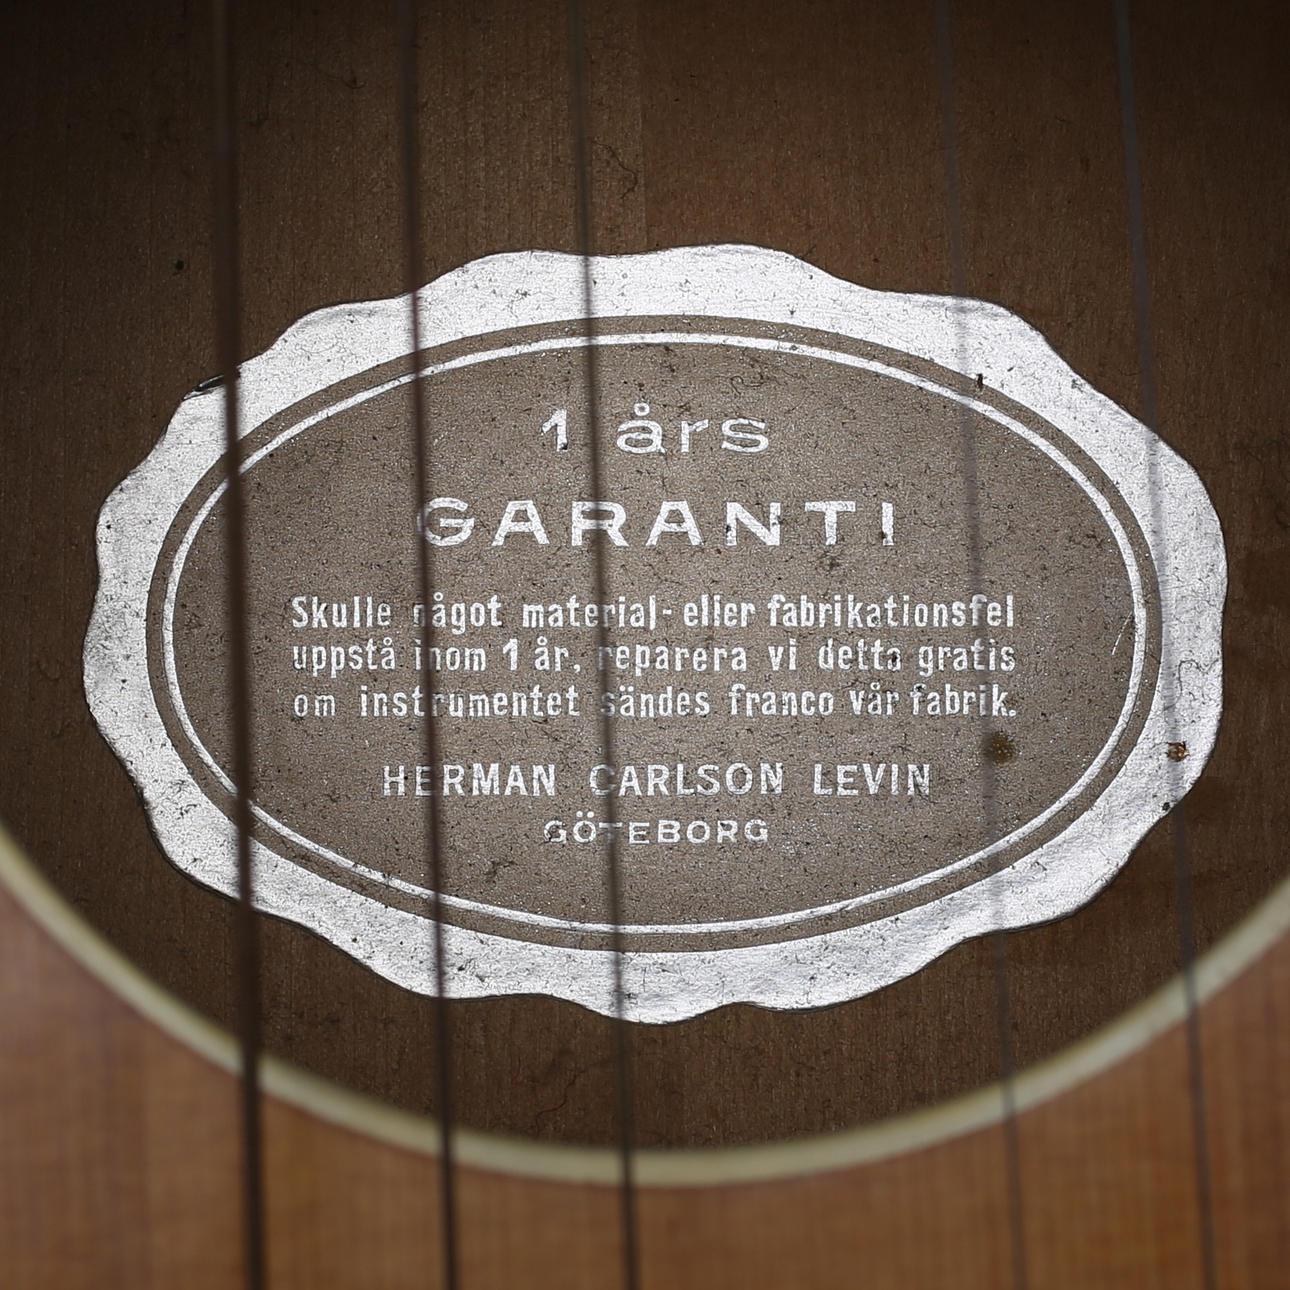 1 års
GARANTI
Skulle något material- eller fabrikationsfel
uppstå inom 1 år, reparera vi detta gratis
om instrumentet sändes franco vår fabrik.
HERMAN CARLSON LEVIN
GÖTEBORG